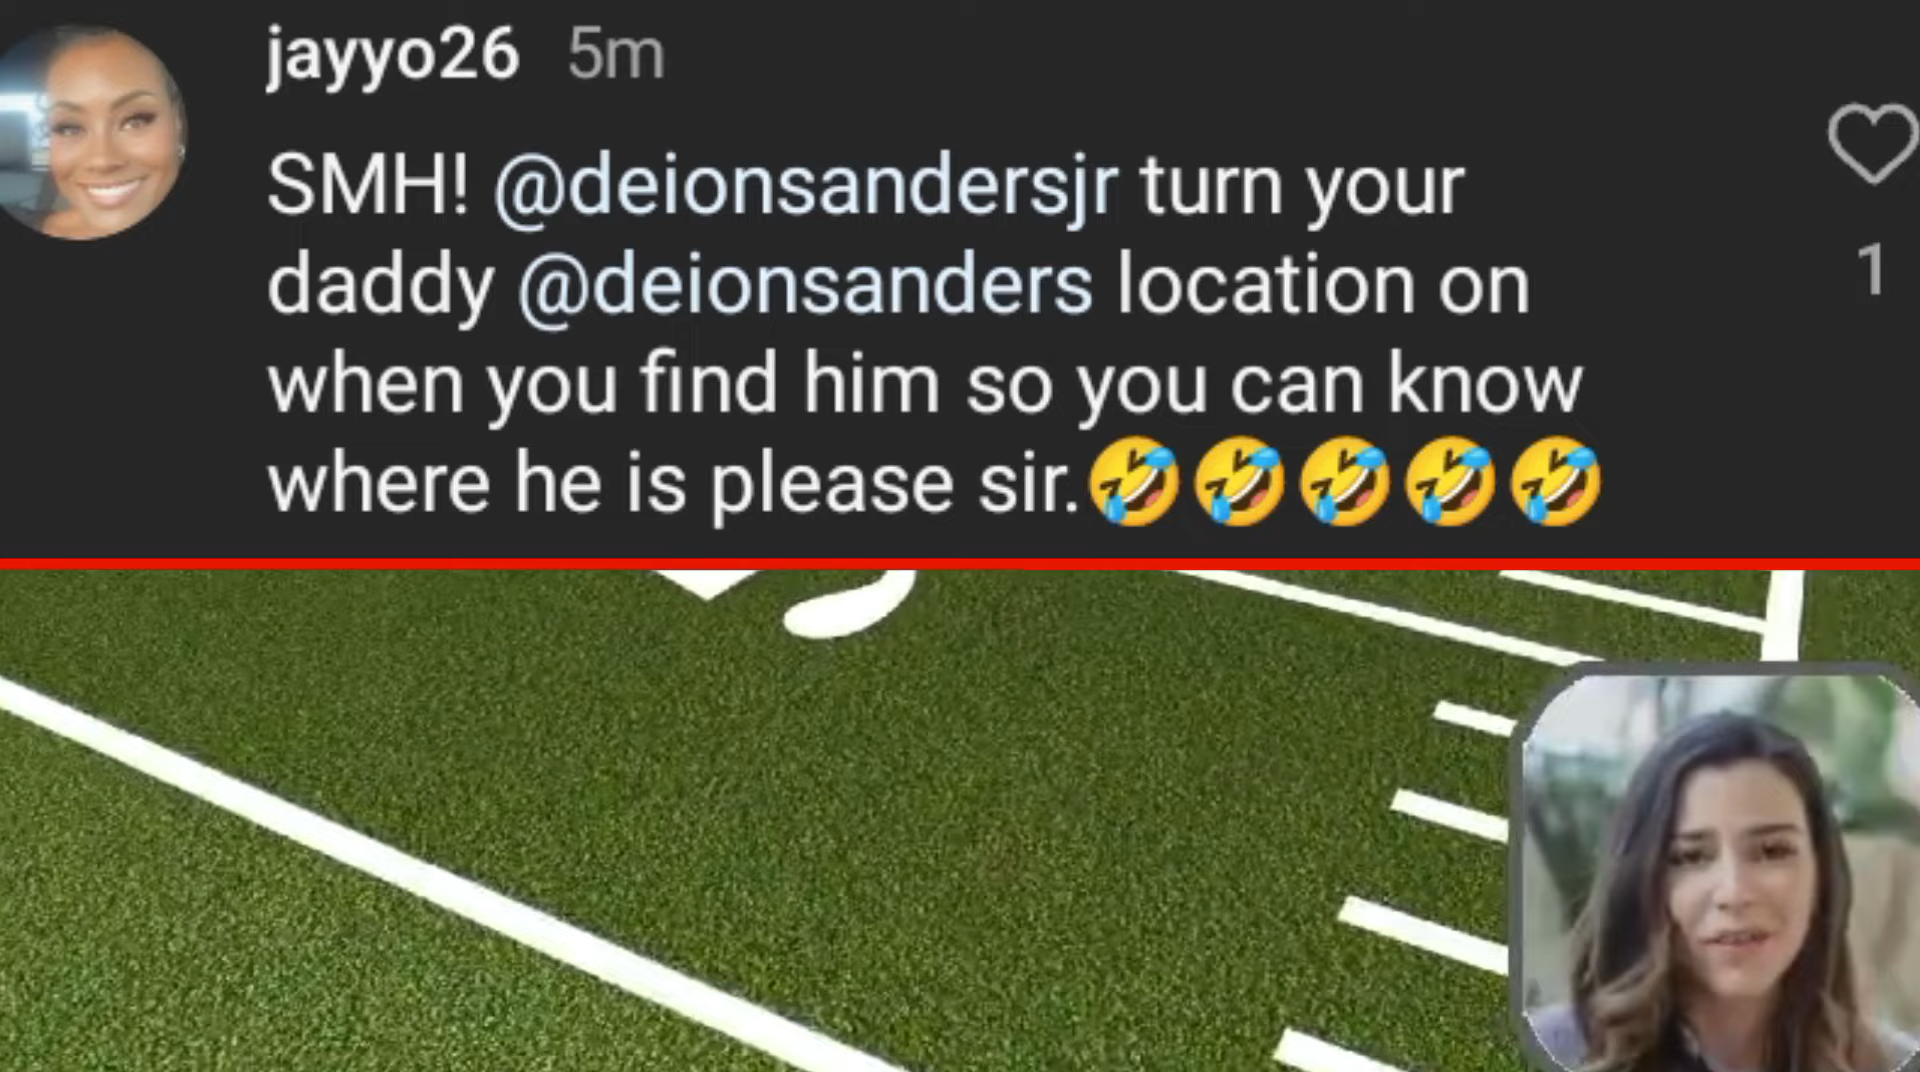 jayyo26 5m
SMH! @deionsandersjr turn your
daddy @deionsanders location on
when you find him so you can know
where he is please sir.🤣🤣🤣🤣🤣
1